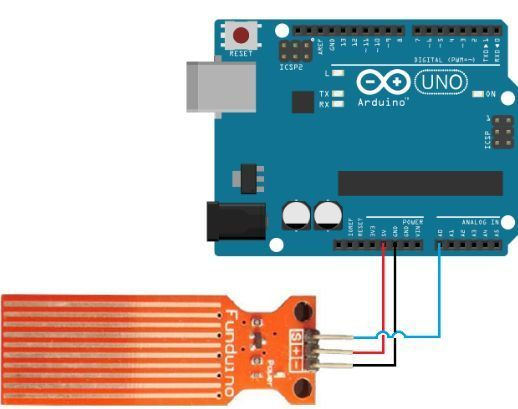 RESET
ICSP2
AREF
GND
13
12
~11
~10
~9
8
7
~6
~5
4
~3
2
TX▶1
RX◀0
DIGITAL (PWM=~)
L
TX
RX
Arduino™
UNO
ON
1
ICSP
POWER
ANALOG IN
IOREF
RESET
3V3
5V
GND
GND
VIN
A0
A1
A2
A3
A4
A5
Funduino
Power
S
+
-